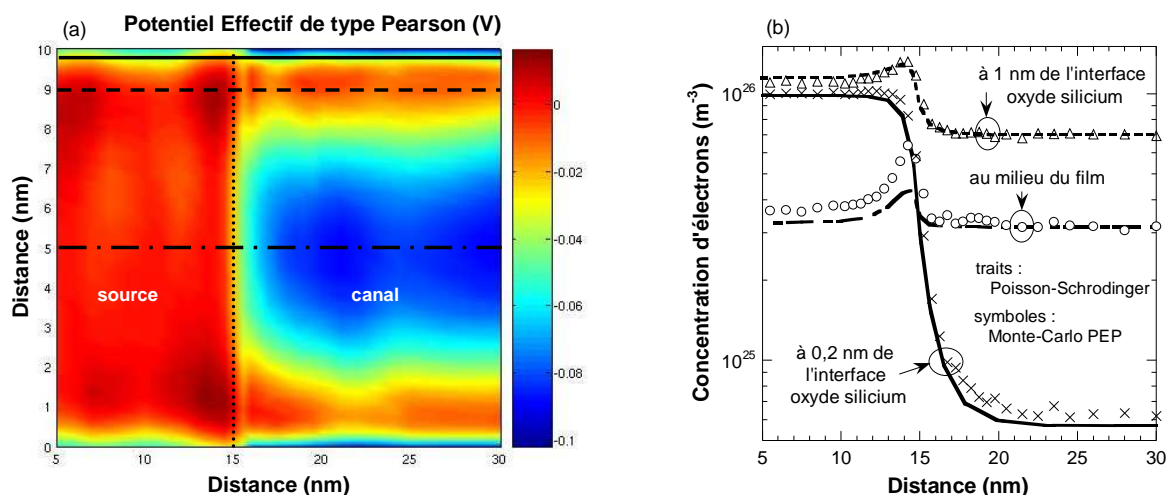 (a)
Potentiel Effectif de type Pearson (V)
10
9
8
7
6
5
4
3
2
1
0
Distance (nm)
source
canal
5
10
15
20
25
30
Distance (nm)
0
-0.02
-0.04
-0.06
-0.08
-0.1
(b)
Concentration d'électrons (m-3)
10^26
10^25
à 1 nm de l'interface
oxyde silicium
au milieu du film
traits :
Poisson-Schrodinger
symboles :
Monte-Carlo PEP
à 0,2 nm de
l'interface
oxyde silicium
5
10
15
20
25
30
Distance (nm)